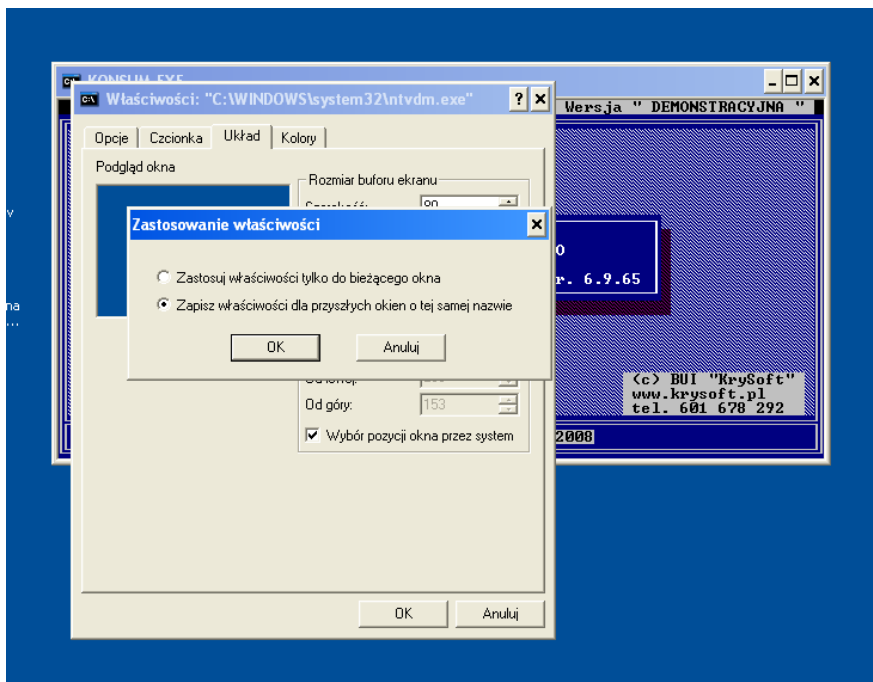 KONSUM.EXE
Właściwości: "C:\WINDOWS\system32\ntvdm.exe"
Wersja " DEMONSTRACYJNA "
Opcje
Czcionka
Układ
Kolory
Podgląd okna
Rozmiar buforu ekranu
Szerokość:
80
Zastosowanie właściwości
Zastosuj właściwości tylko do bieżącego okna
Zapisz właściwości dla przyszłych okien o tej samej nazwie
OK
Anuluj
O
r. 6.9.65
Od góry:
153
Wybór pozycji okna przez system
(c) BUI "KrySoft"
www.krysoft.pl
tel. 601 678 292
2008
OK
Anuluj
v
na
...